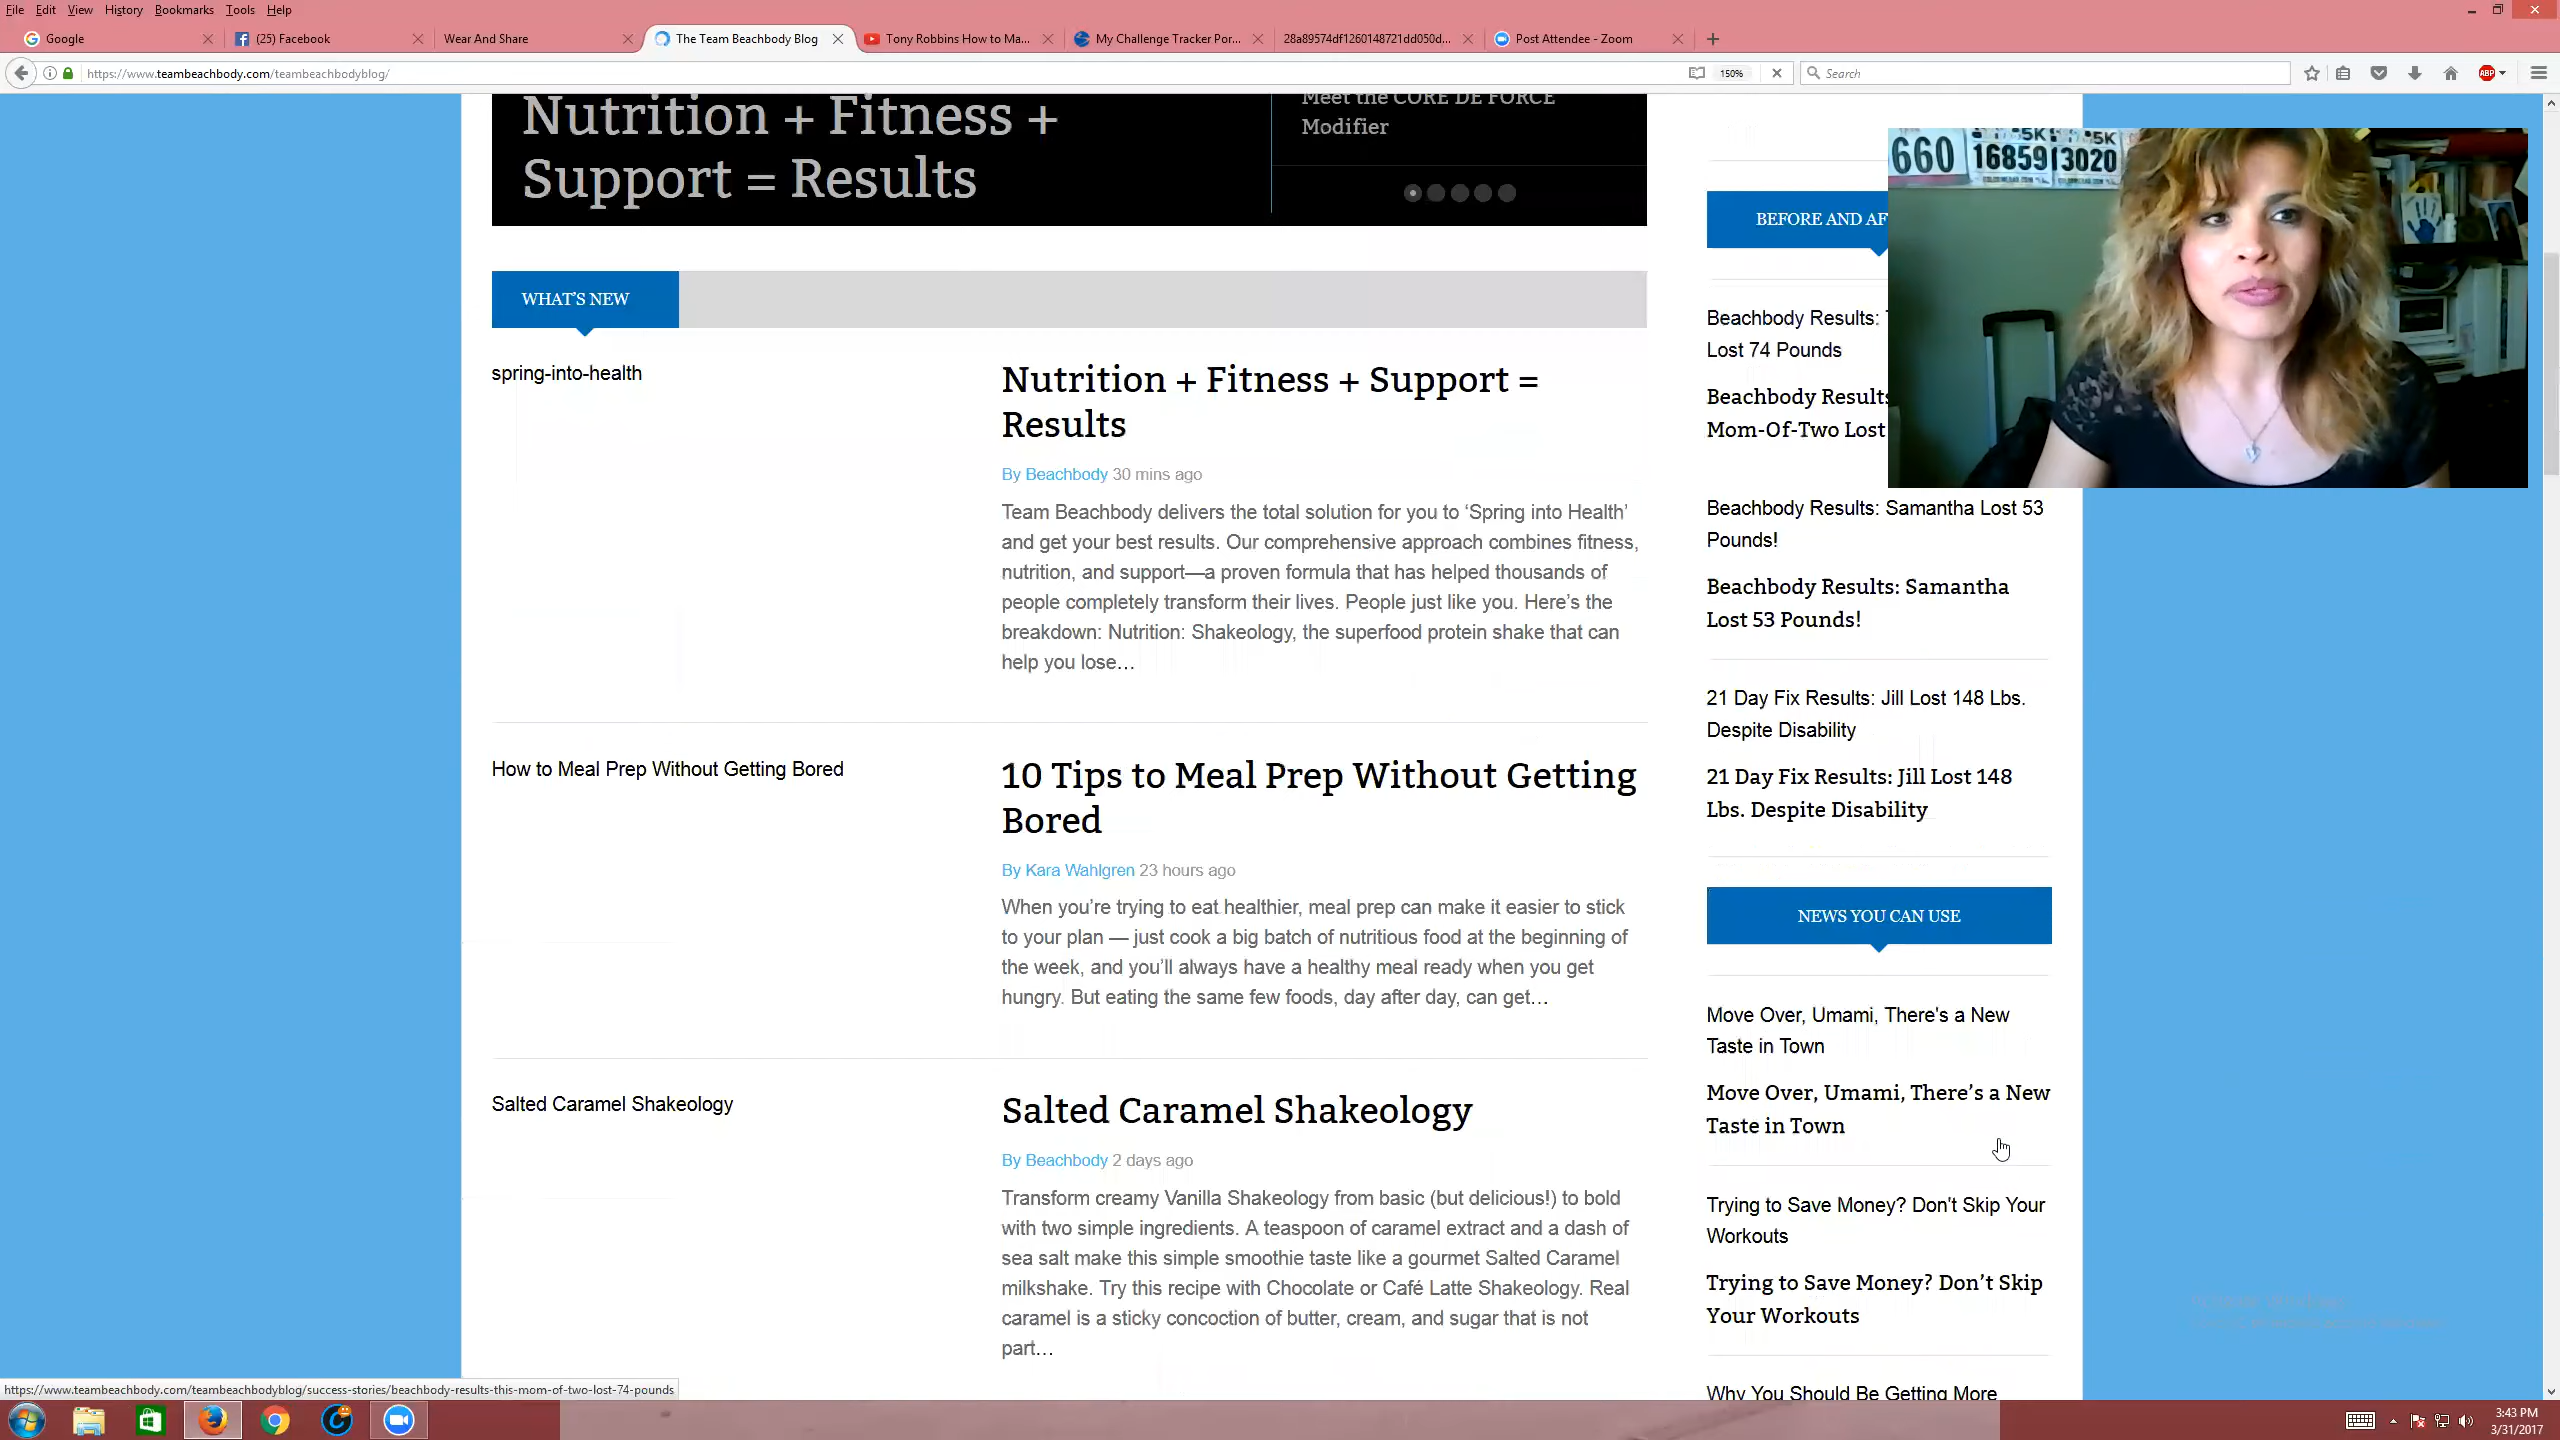 File Edit View History Bookmarks Tools Help
Google
(25) Facebook
Wear And Share
The Team Beachbody Blog
Tony Robbins How to Ma...
My Challenge Tracker Por...
28a89574df1260148721dd050d...
Post Attendee - Zoom
https://www.teambeachbody.com/teambeachbodyblog/
150%
Search
ABP
Nutrition + Fitness +
Support = Results
Meet the CORE DE FORCE
Modifier
WHAT'S NEW
spring-into-health
Nutrition + Fitness + Support =
Results
By Beachbody 30 mins ago
Team Beachbody delivers the total solution for you to ‘Spring into Health’
and get your best results. Our comprehensive approach combines fitness,
nutrition, and support—a proven formula that has helped thousands of
people completely transform their lives. People just like you. Here’s the
breakdown: Nutrition: Shakeology, the superfood protein shake that can
help you lose…
How to Meal Prep Without Getting Bored
10 Tips to Meal Prep Without Getting
Bored
By Kara Wahlgren 23 hours ago
When you’re trying to eat healthier, meal prep can make it easier to stick
to your plan — just cook a big batch of nutritious food at the beginning of
the week, and you’ll always have a healthy meal ready when you get
hungry. But eating the same few foods, day after day, can get…
Salted Caramel Shakeology
Salted Caramel Shakeology
By Beachbody 2 days ago
Transform creamy Vanilla Shakeology from basic (but delicious!) to bold
with two simple ingredients. A teaspoon of caramel extract and a dash of
sea salt make this simple smoothie taste like a gourmet Salted Caramel
milkshake. Try this recipe with Chocolate or Café Latte Shakeology. Real
caramel is a sticky concoction of butter, cream, and sugar that is not
part…
5K 5K
660 16859 13020
BEFORE AND AF
Beachbody Results:
Lost 74 Pounds
Beachbody Results
Mom-Of-Two Lost
Beachbody Results: Samantha Lost 53
Pounds!
Beachbody Results: Samantha
Lost 53 Pounds!
21 Day Fix Results: Jill Lost 148 Lbs.
Despite Disability
21 Day Fix Results: Jill Lost 148
Lbs. Despite Disability
NEWS YOU CAN USE
Move Over, Umami, There's a New
Taste in Town
Move Over, Umami, There’s a New
Taste in Town
Trying to Save Money? Don't Skip Your
Workouts
Trying to Save Money? Don’t Skip
Your Workouts
Why You Should Be Getting More
https://www.teambeachbody.com/teambeachbodyblog/success-stories/beachbody-results-this-mom-of-two-lost-74-pounds
3:43 PM
3/31/2017